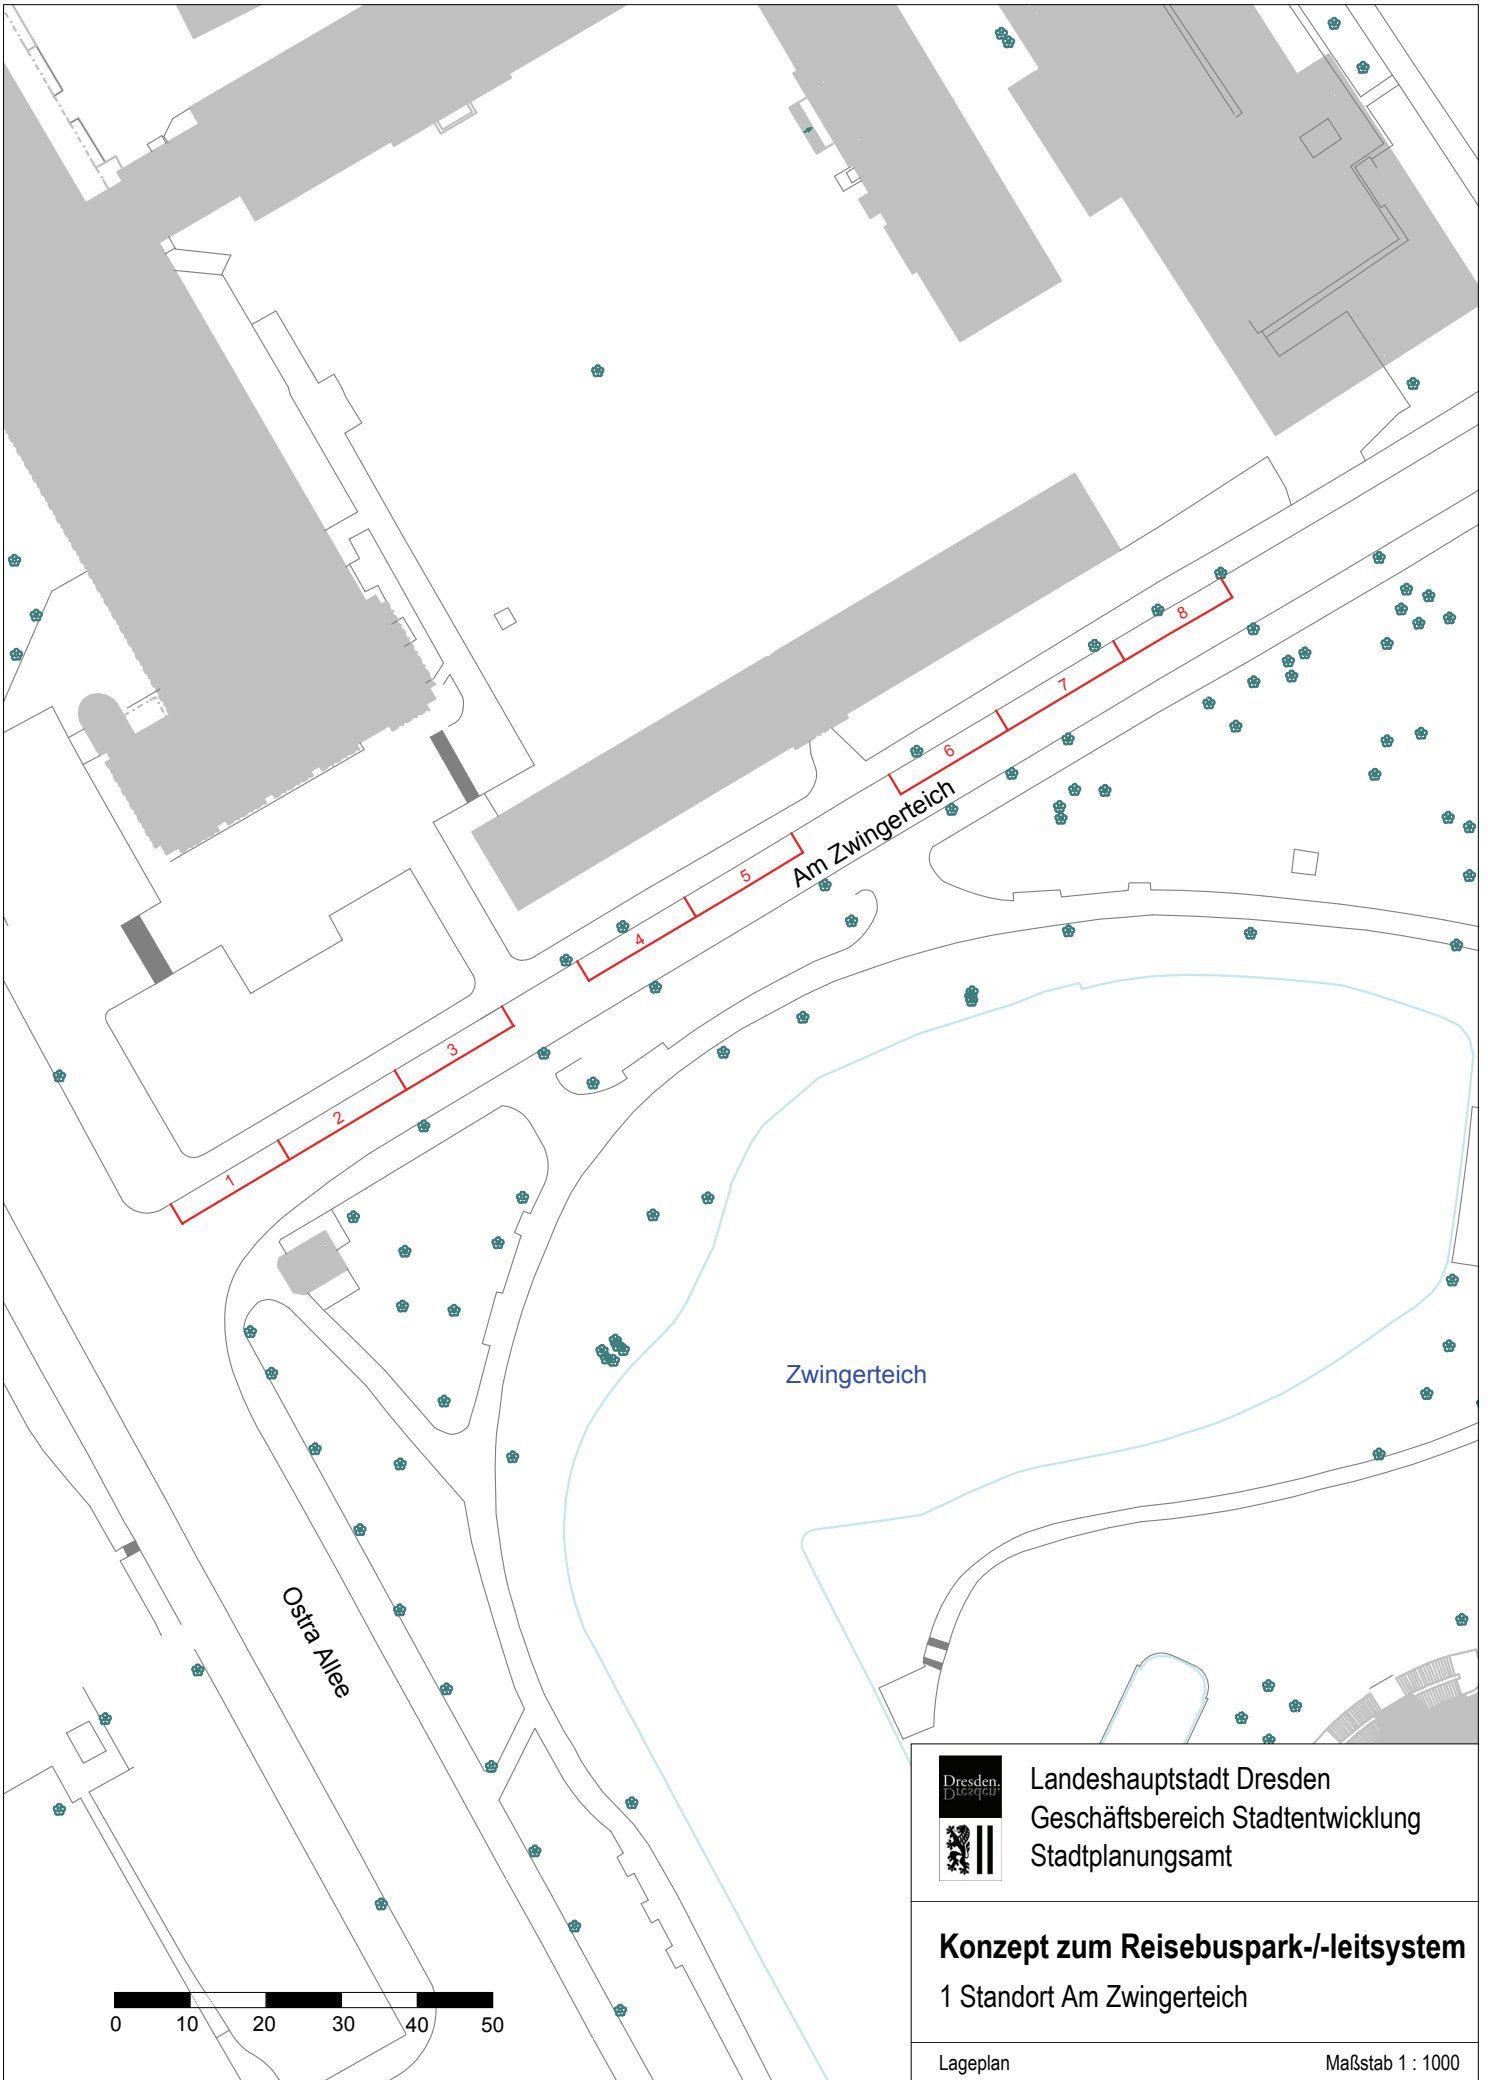 8
7
6
Am Zwingerteich
5
4
3
2
1
Zwingerteich
Ostra Allee
0 10 20 30 40 50
Dresden.
Dresden.
Landeshauptstadt Dresden
Geschäftsbereich Stadtentwicklung
Stadtplanungsamt
Konzept zum Reisebuspark-/-leitsystem
1 Standort Am Zwingerteich
Lageplan Maßstab 1 : 1000